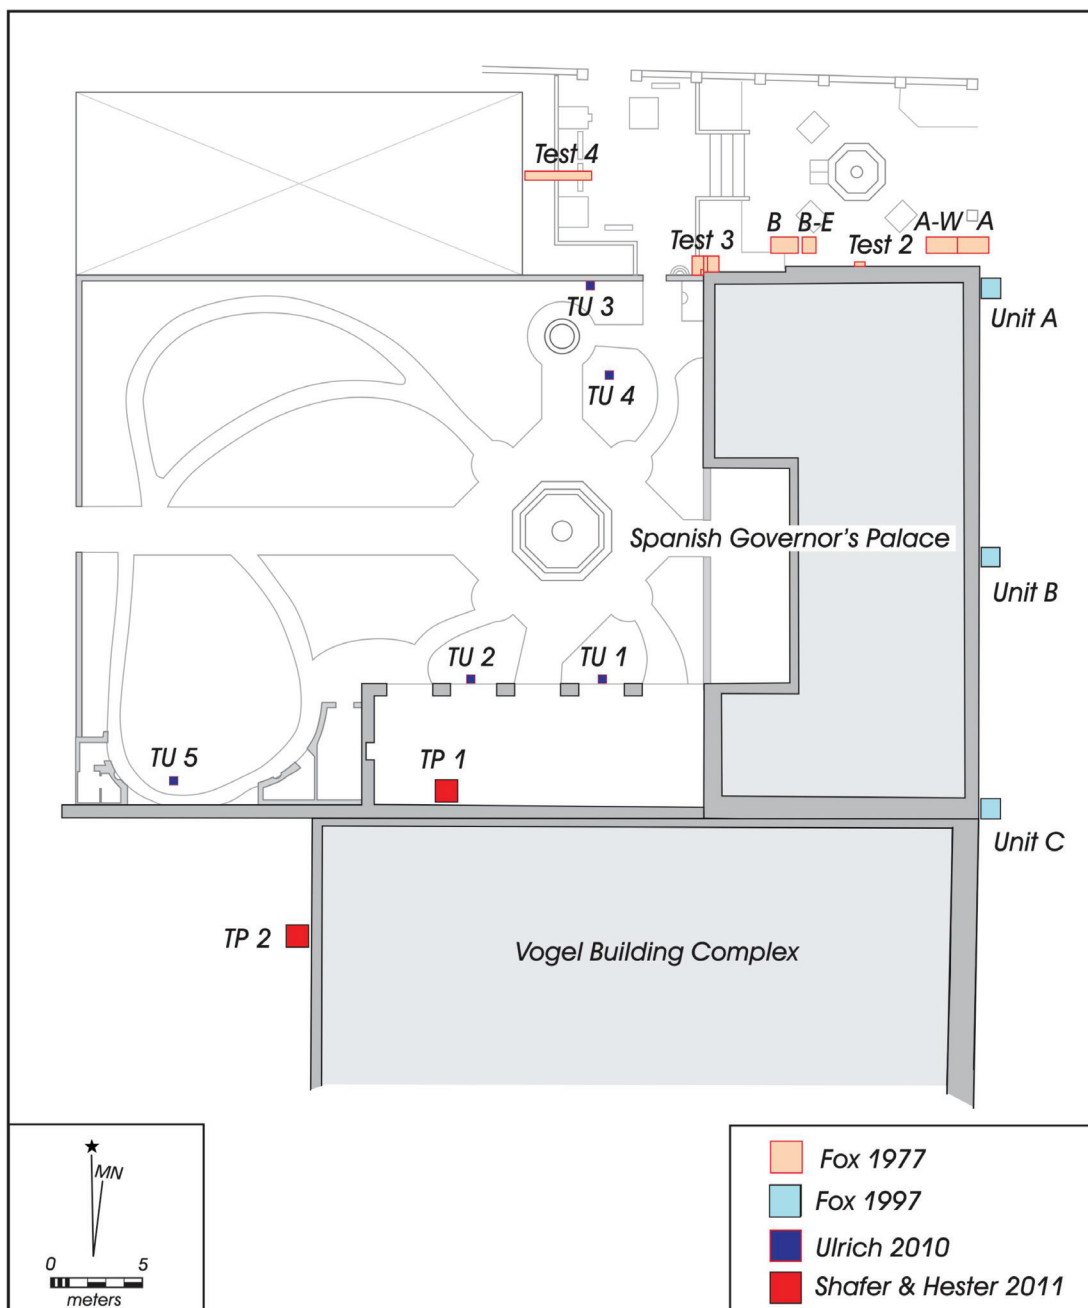 Test 4
B
B-E
A-W
A
Test 3
Test 2
TU 3
Unit A
TU 4
Spanish Governor's Palace
Unit B
TU 2
TU 1
TU 5
TP 1
Unit C
TP 2
Vogel Building Complex
MN
0
5
meters
Fox 1977
Fox 1997
Ulrich 2010
Shafer & Hester 2011